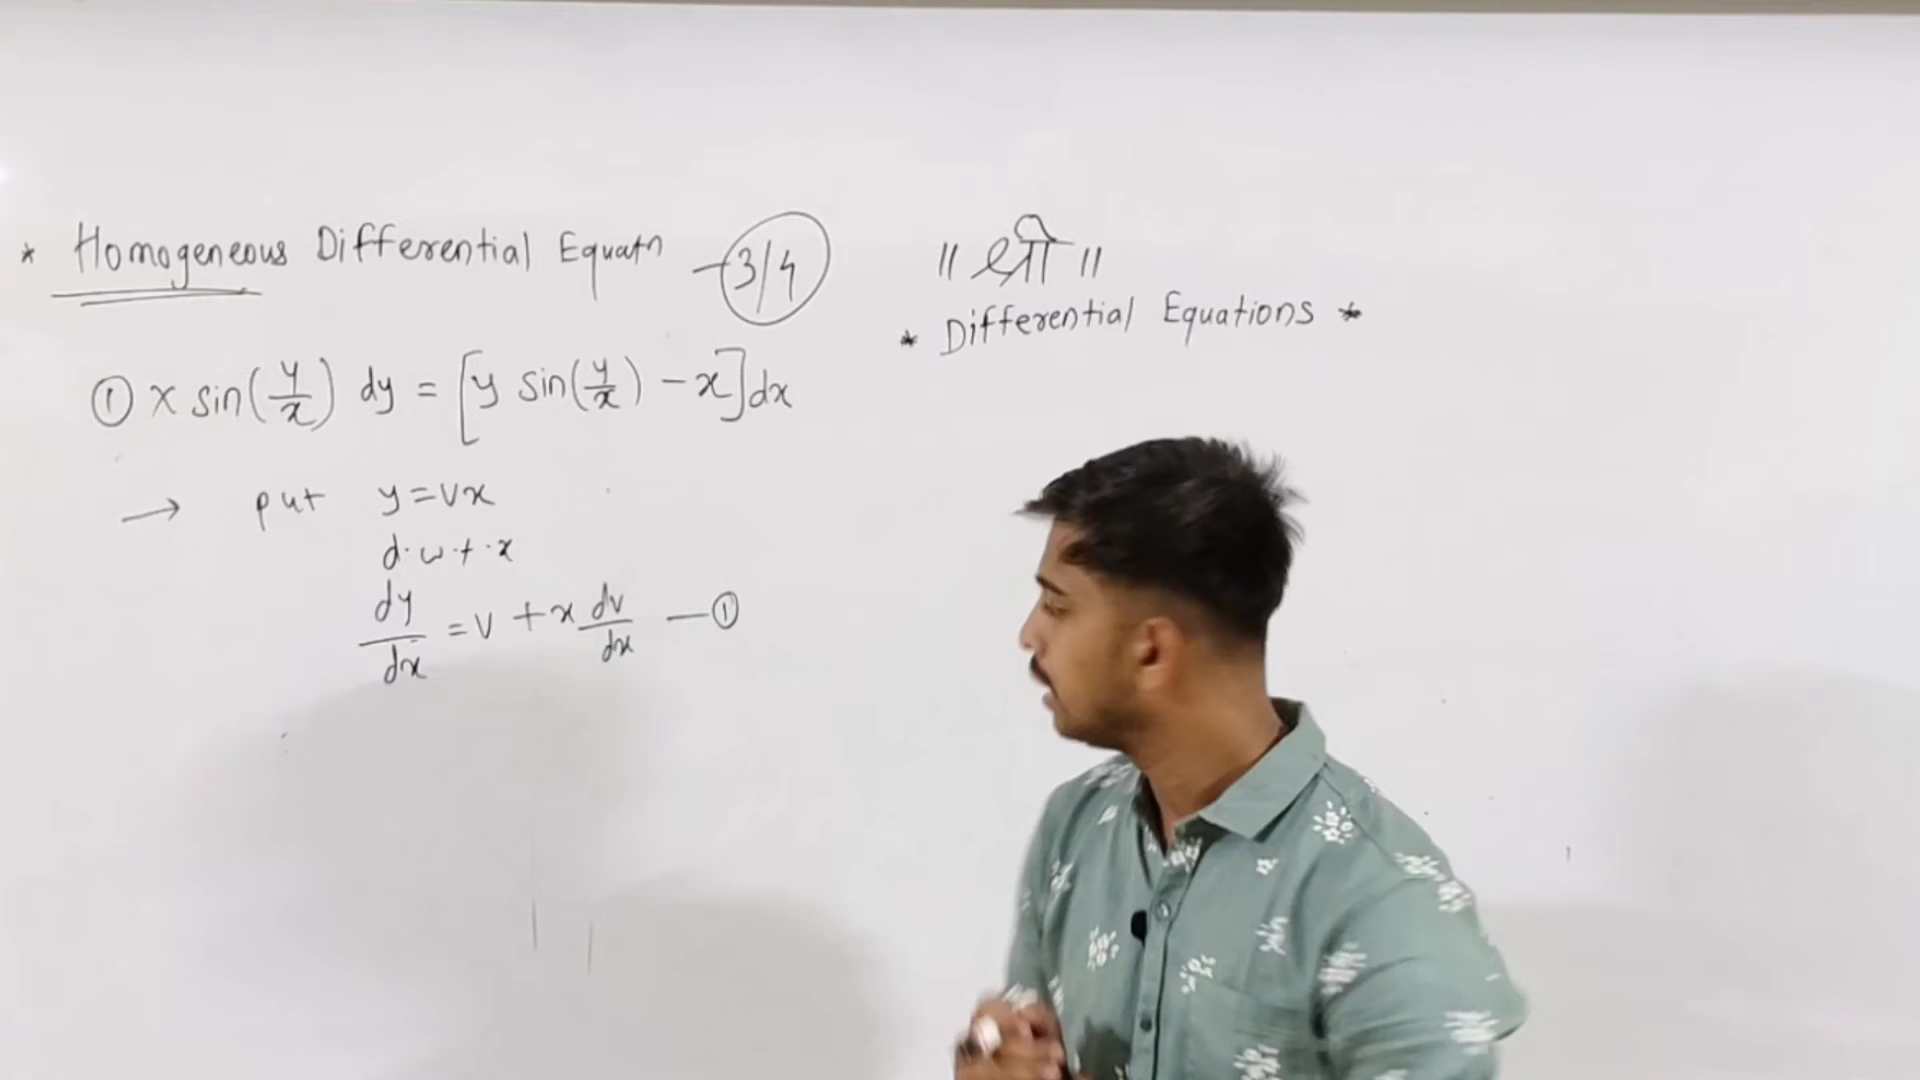 * Homogeneous Differential Equatn - 3/4
① x sin(y/x) dy = [y sin(y/x) - x]dx
→ put y = vx
d.w.t.x
dy/dx = v + x dv/dx — ①
॥ श्री ॥
* Differential Equations *